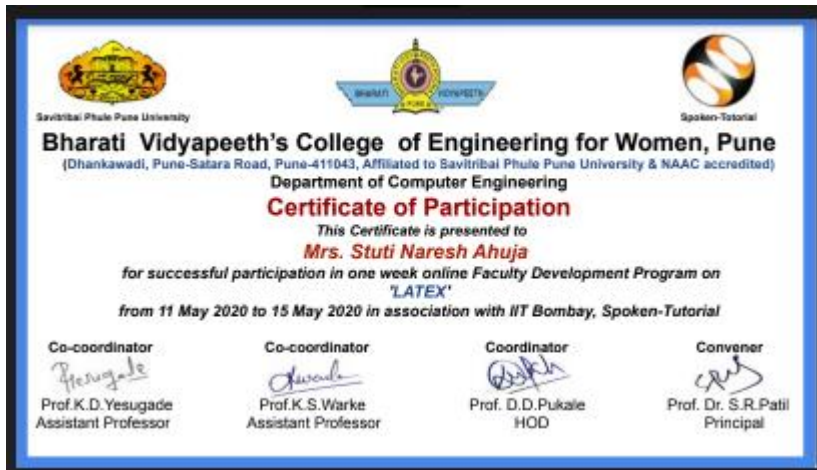 BHARATI VIDYAPEETH
PUNE
Savitribai Phule Pune University
Spoken-Totorial
Bharati Vidyapeeth's College of Engineering for Women, Pune
(Dhankawadi, Pune-Satara Road, Pune-411043, Affiliated to Savitribai Phule Pune University & NAAC accredited)
Department of Computer Engineering
Certificate of Participation
This Certificate is presented to
Mrs. Stuti Naresh Ahuja
for successful participation in one week online Faculty Development Program on
'LATEX'
from 11 May 2020 to 15 May 2020 in association with IIT Bombay, Spoken-Tutorial
Co-coordinator Co-coordinator Coordinator Convener
Prof.K.D.Yesugade Prof.K.S.Warke Prof. D.D.Pukale Prof. Dr. S.R.Patil
Assistant Professor Assistant Professor HOD Principal